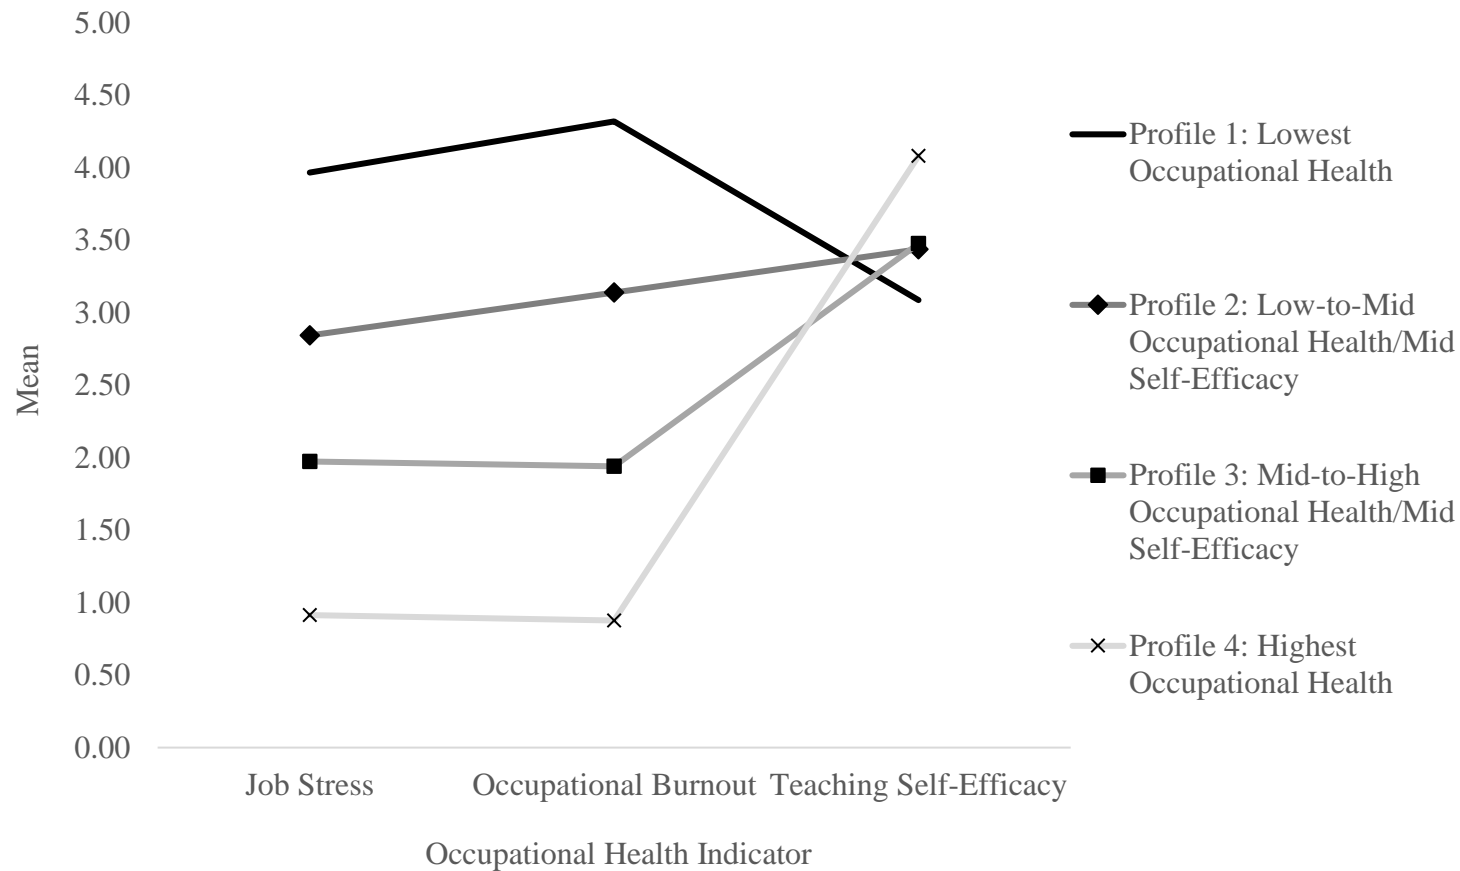 5.00
4.50
4.00
3.50
3.00
2.50
2.00
1.50
1.00
0.50
0.00
Mean
Job Stress
Occupational Burnout
Teaching Self-Efficacy
Occupational Health Indicator
Profile 1: Lowest
Occupational Health
Profile 2: Low-to-Mid
Occupational Health/Mid
Self-Efficacy
Profile 3: Mid-to-High
Occupational Health/Mid
Self-Efficacy
Profile 4: Highest
Occupational Health